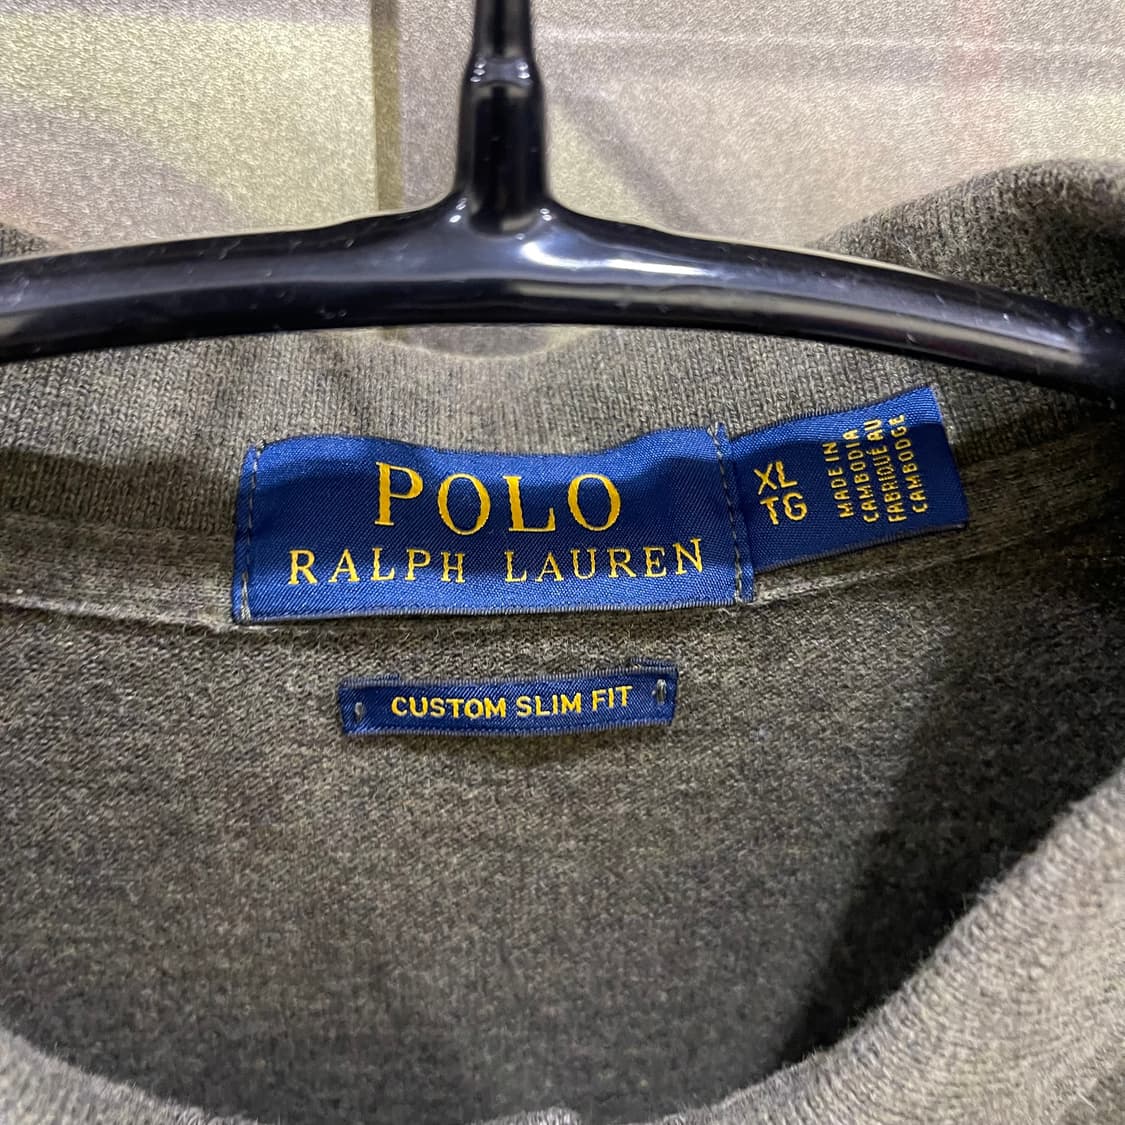 POLO
RALPH LAUREN
XL
TG
MADE IN
CAMBODIA
FABRIQUÉ AU
CAMBODGE
CUSTOM SLIM FIT